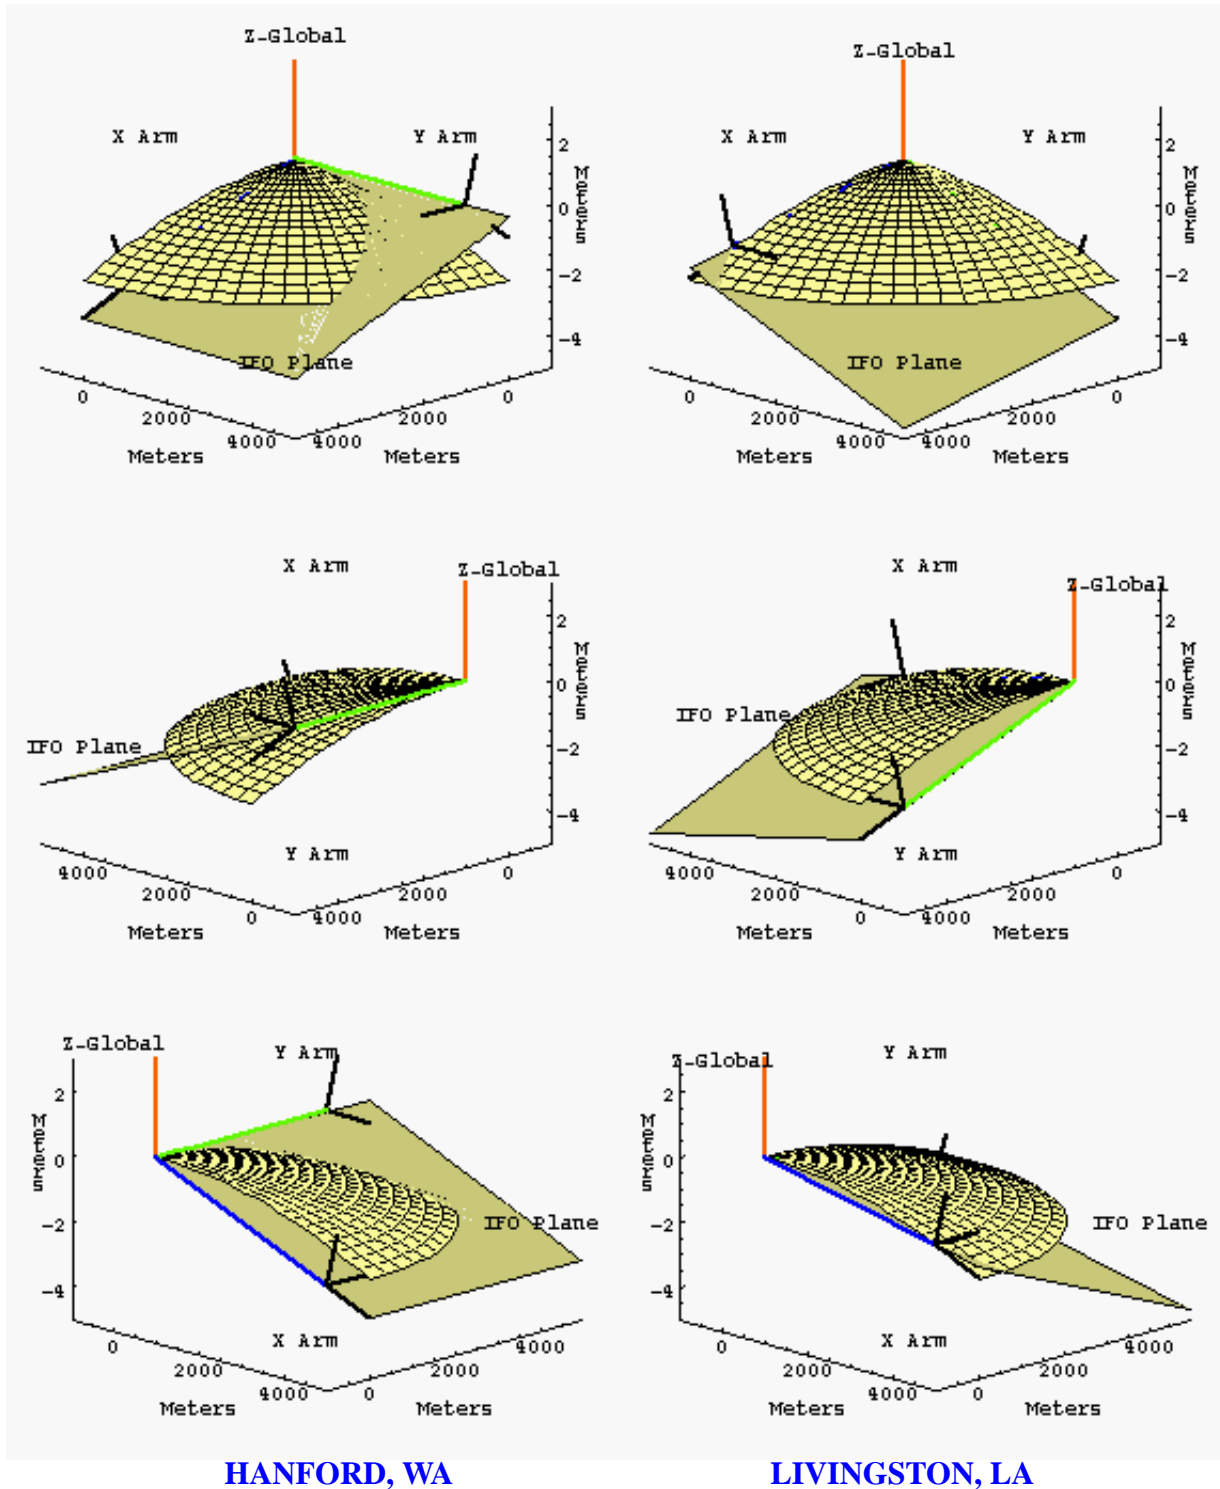 Z-Global
Z-Global
X Arm
Y Arm
X Arm
Y Arm
2
0
-2
-4
Meters
2
0
-2
-4
Meters
IFO Plane
IFO Plane
0
2000
4000
4000
2000
0
0
2000
4000
4000
2000
0
Meters
Meters
Meters
Meters
X Arm
Z-Global
X Arm
Z-Global
2
0
-2
-4
Meters
2
0
-2
-4
Meters
IFO Plane
IFO Plane
Y Arm
Y Arm
4000
2000
0
4000
2000
0
4000
2000
0
4000
2000
0
Meters
Meters
Meters
Meters
Z-Global
Y Arm
Z-Global
Y Arm
2
0
-2
-4
Meters
2
0
-2
-4
Meters
IFO Plane
IFO Plane
X Arm
X Arm
0
2000
4000
0
2000
4000
0
2000
4000
0
2000
4000
Meters
Meters
Meters
Meters
HANFORD, WA
LIVINGSTON, LA